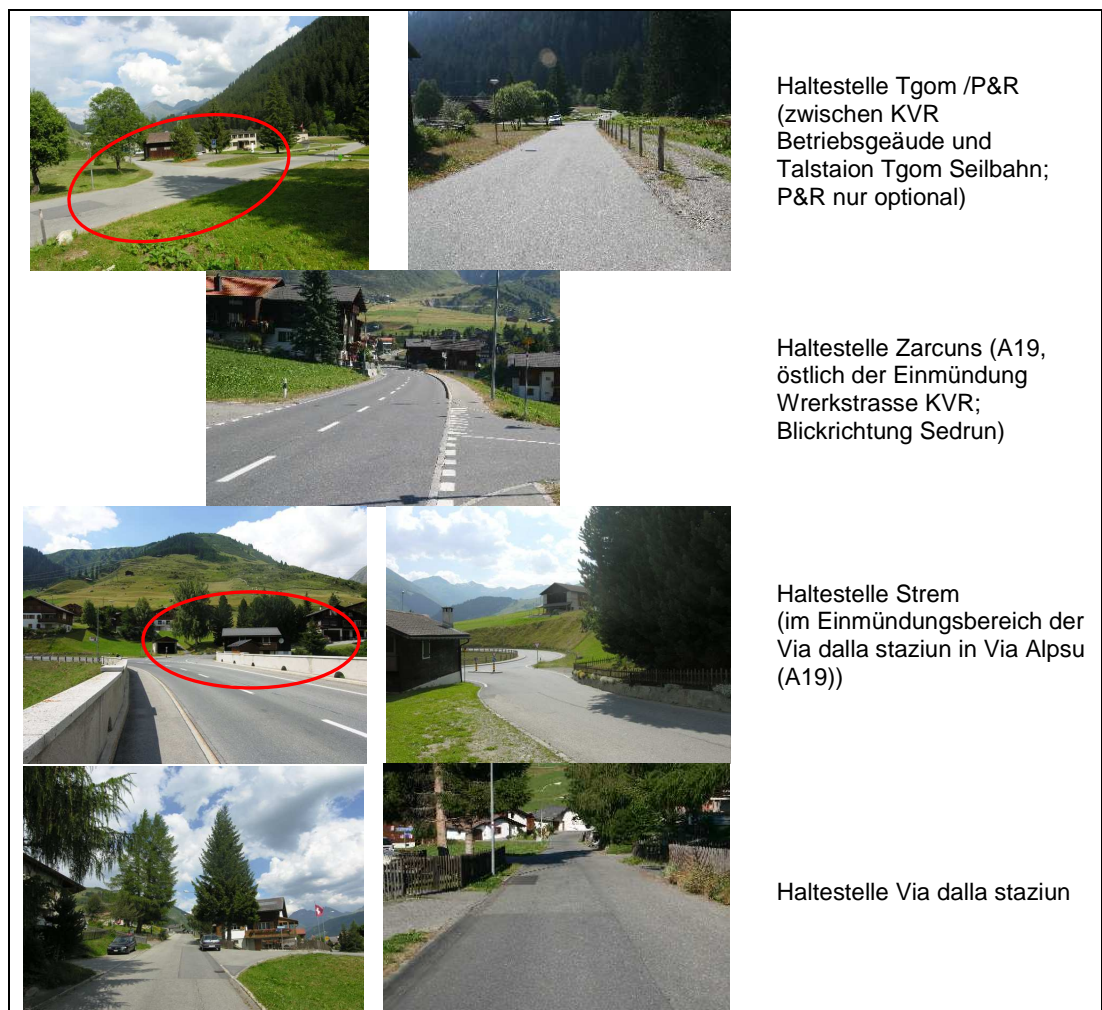 Haltestelle Tgom /P&R
(zwischen KVR
Betriebsgeäude und
Talstaion Tgom Seilbahn;
P&R nur optional)
Haltestelle Zarcuns (A19,
östlich der Einmündung
Wrerkstrasse KVR;
Blickrichtung Sedrun)
Haltestelle Strem
(im Einmündungsbereich der
Via dalla staziun in Via Alpsu
(A19))
Haltestelle Via dalla staziun